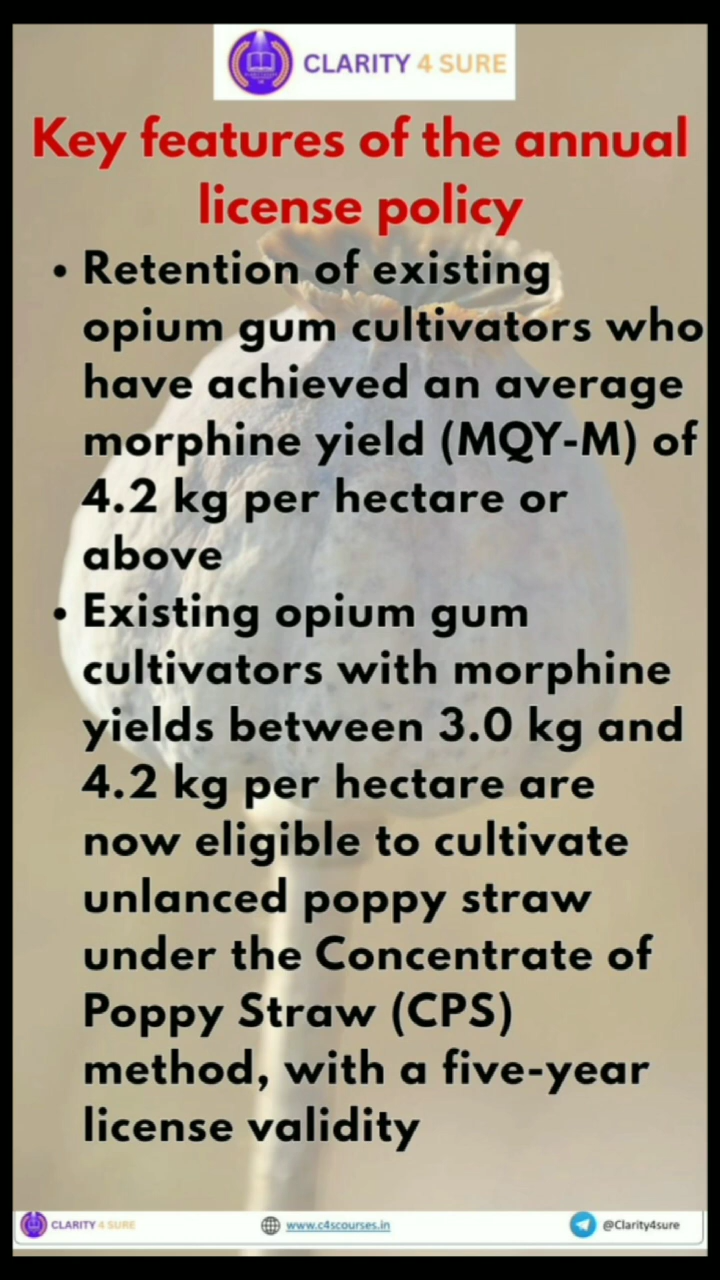 CLARITY 4 SURE
Key features of the annual
license policy
• Retention of existing
opium gum cultivators who
have achieved an average
morphine yield (MQY-M) of
4.2 kg per hectare or
above
• Existing opium gum
cultivators with morphine
yields between 3.0 kg and
4.2 kg per hectare are
now eligible to cultivate
unlanced poppy straw
under the Concentrate of
Poppy Straw (CPS)
method, with a five-year
license validity
CLARITY 4 SURE www.c4scourses.in @Clarity4sure